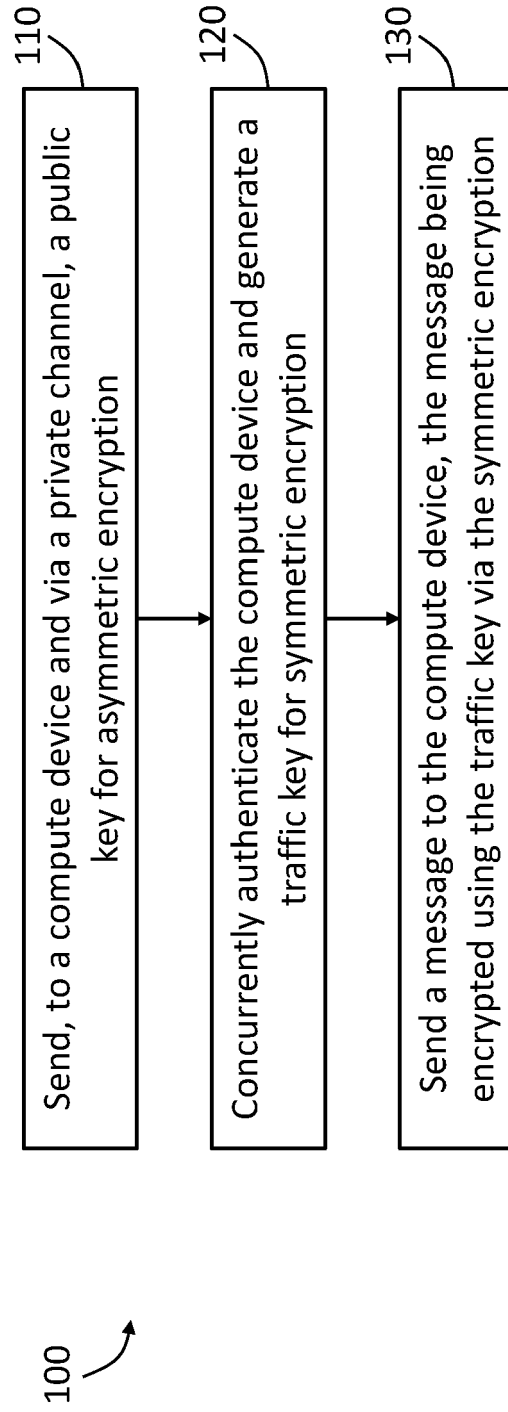 100
110
Send, to a compute device and via a private channel, a public
key for asymmetric encryption
120
Concurrently authenticate the compute device and generate a
traffic key for symmetric encryption
130
Send a message to the compute device, the message being
encrypted using the traffic key via the symmetric encryption